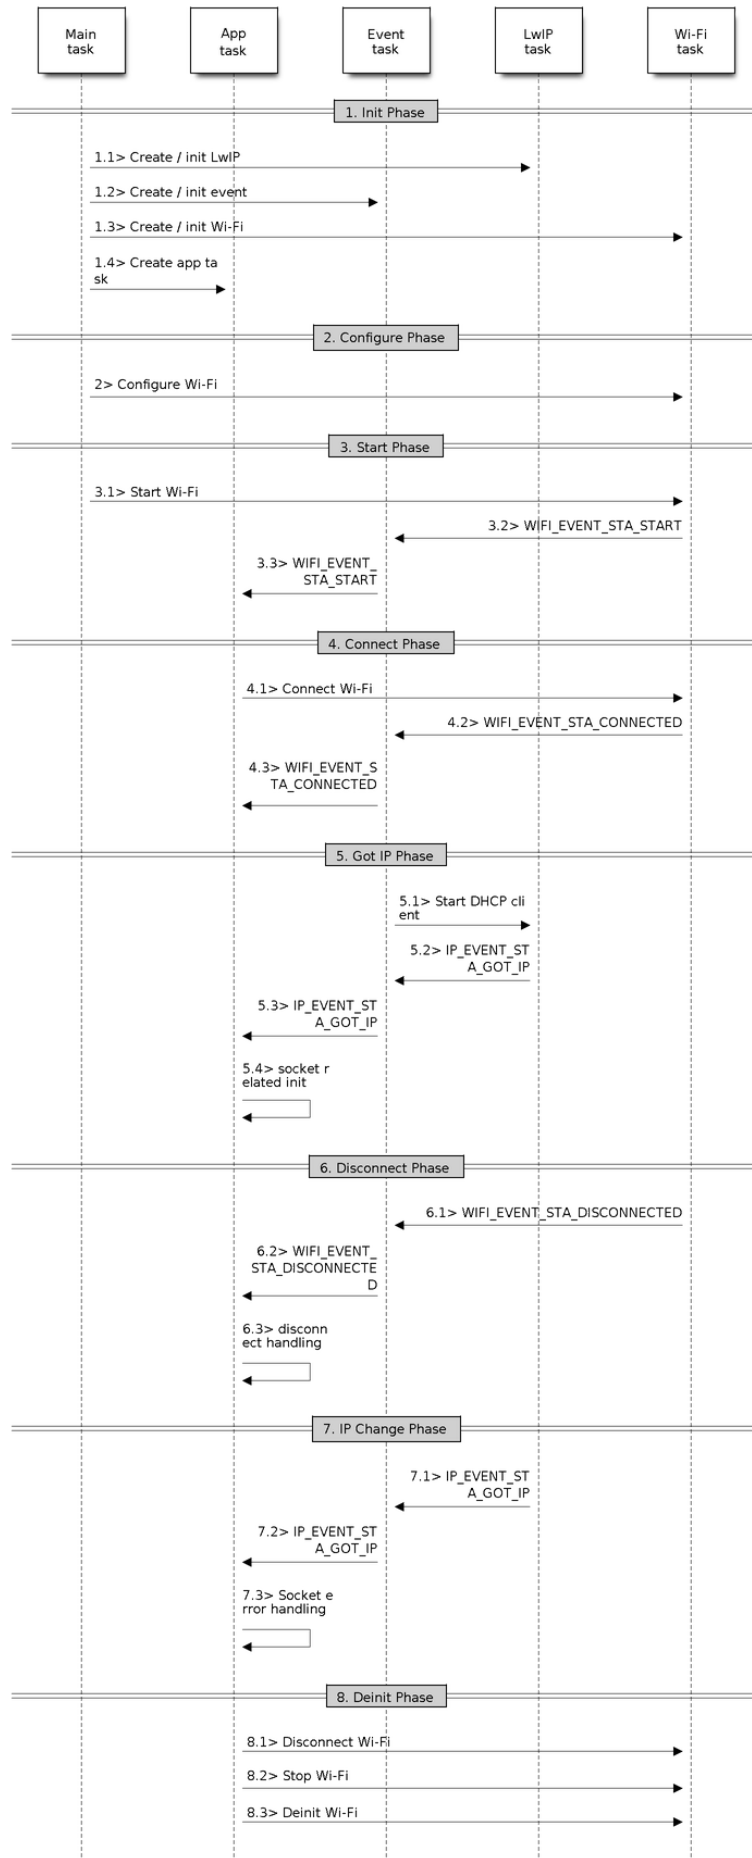 Main
task
App
task
Event
task
LwIP
task
Wi-Fi
task
1. Init Phase
1.1> Create / init LwIP
1.2> Create / init event
1.3> Create / init Wi-Fi
1.4> Create app ta
sk
2. Configure Phase
2> Configure Wi-Fi
3. Start Phase
3.1> Start Wi-Fi
3.2> WIFI_EVENT_STA_START
3.3> WIFI_EVENT_
STA_START
4. Connect Phase
4.1> Connect Wi-Fi
4.2> WIFI_EVENT_STA_CONNECTED
4.3> WIFI_EVENT_S
TA_CONNECTED
5. Got IP Phase
5.1> Start DHCP cli
ent
5.2> IP_EVENT_ST
A_GOT_IP
5.3> IP_EVENT_ST
A_GOT_IP
5.4> socket r
elated init
6. Disconnect Phase
6.1> WIFI_EVENT_STA_DISCONNECTED
6.2> WIFI_EVENT_
STA_DISCONNECTE
D
6.3> disconn
ect handling
7. IP Change Phase
7.1> IP_EVENT_ST
A_GOT_IP
7.2> IP_EVENT_ST
A_GOT_IP
7.3> Socket e
rror handling
8. Deinit Phase
8.1> Disconnect Wi-Fi
8.2> Stop Wi-Fi
8.3> Deinit Wi-Fi